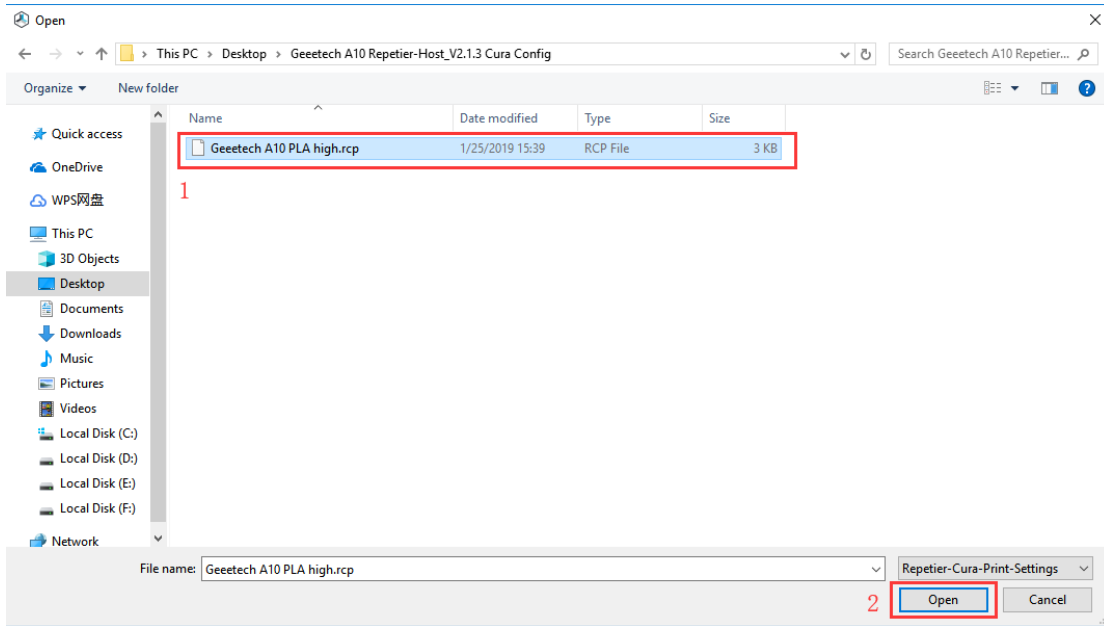 Open
This PC > Desktop > Geeetech A10 Repetier-Host_V2.1.3 Cura Config
Search Geeetech A10 Repetier...
Organize New folder
Name Date modified Type Size
Geeetech A10 PLA high.rcp 1/25/2019 15:39 RCP File 3 KB
1
Quick access
OneDrive
WPS网盘
This PC
3D Objects
Desktop
Documents
Downloads
Music
Pictures
Videos
Local Disk (C:)
Local Disk (D:)
Local Disk (E:)
Local Disk (F:)
Network
File name: Geeetech A10 PLA high.rcp Repetier-Cura-Print-Settings
2 Open Cancel